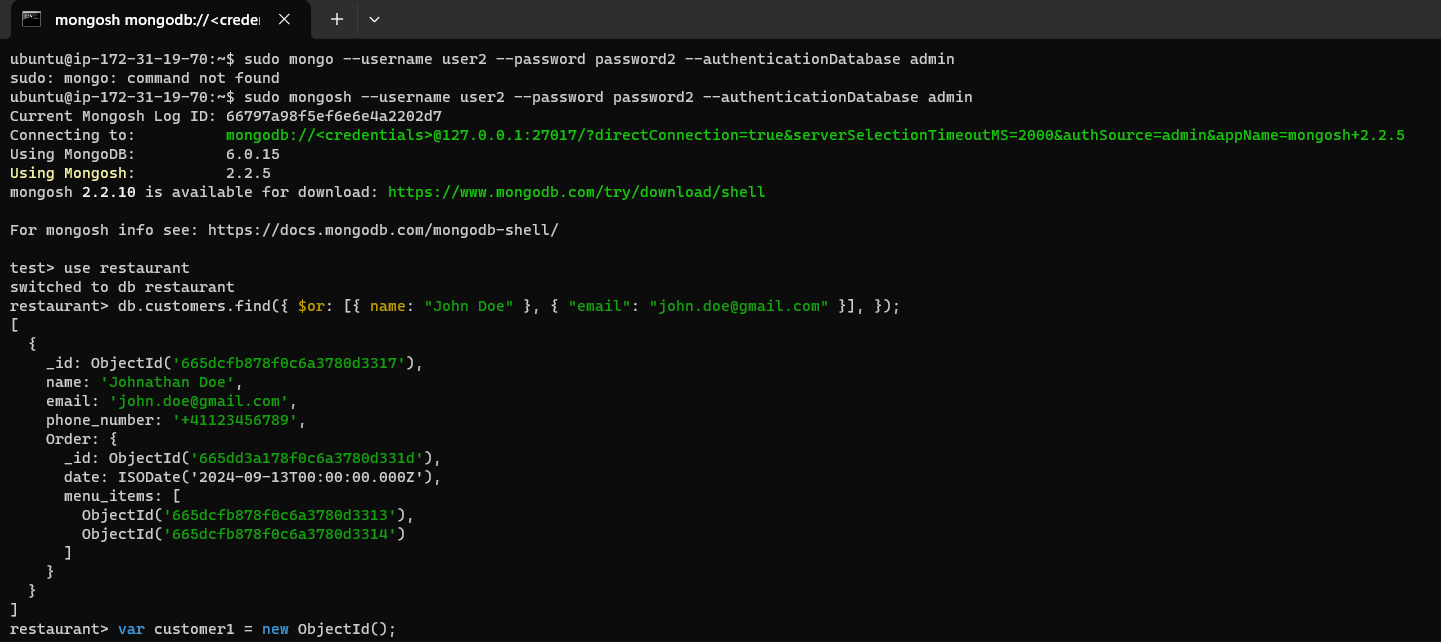 mongosh mongodb://<creder
ubuntu@ip-172-31-19-70:~$ sudo mongo --username user2 --password password2 --authenticationDatabase admin
sudo: mongo: command not found
ubuntu@ip-172-31-19-70:~$ sudo mongosh --username user2 --password password2 --authenticationDatabase admin
Current Mongosh Log ID: 66797a98f5ef6e6e4a2202d7
Connecting to:          mongodb://<credentials>@127.0.0.1:27017/?directConnection=true&serverSelectionTimeoutMS=2000&authSource=admin&appName=mongosh+2.2.5
Using MongoDB:          6.0.15
Using Mongosh:          2.2.5
mongosh 2.2.10 is available for download: https://www.mongodb.com/try/download/shell
For mongosh info see: https://docs.mongodb.com/mongodb-shell/
test> use restaurant
switched to db restaurant
restaurant> db.customers.find({ $or: [{ name: "John Doe" }, { "email": "john.doe@gmail.com" }], });
[
  {
    _id: ObjectId('665dcfb878f0c6a3780d3317'),
    name: 'Johnathan Doe',
    email: 'john.doe@gmail.com',
    phone_number: '+41123456789',
    Order: {
      _id: ObjectId('665dd3a178f0c6a3780d331d'),
      date: ISODate('2024-09-13T00:00:00.000Z'),
      menu_items: [
        ObjectId('665dcfb878f0c6a3780d3313'),
        ObjectId('665dcfb878f0c6a3780d3314')
      ]
    }
  }
]
restaurant> var customer1 = new ObjectId();